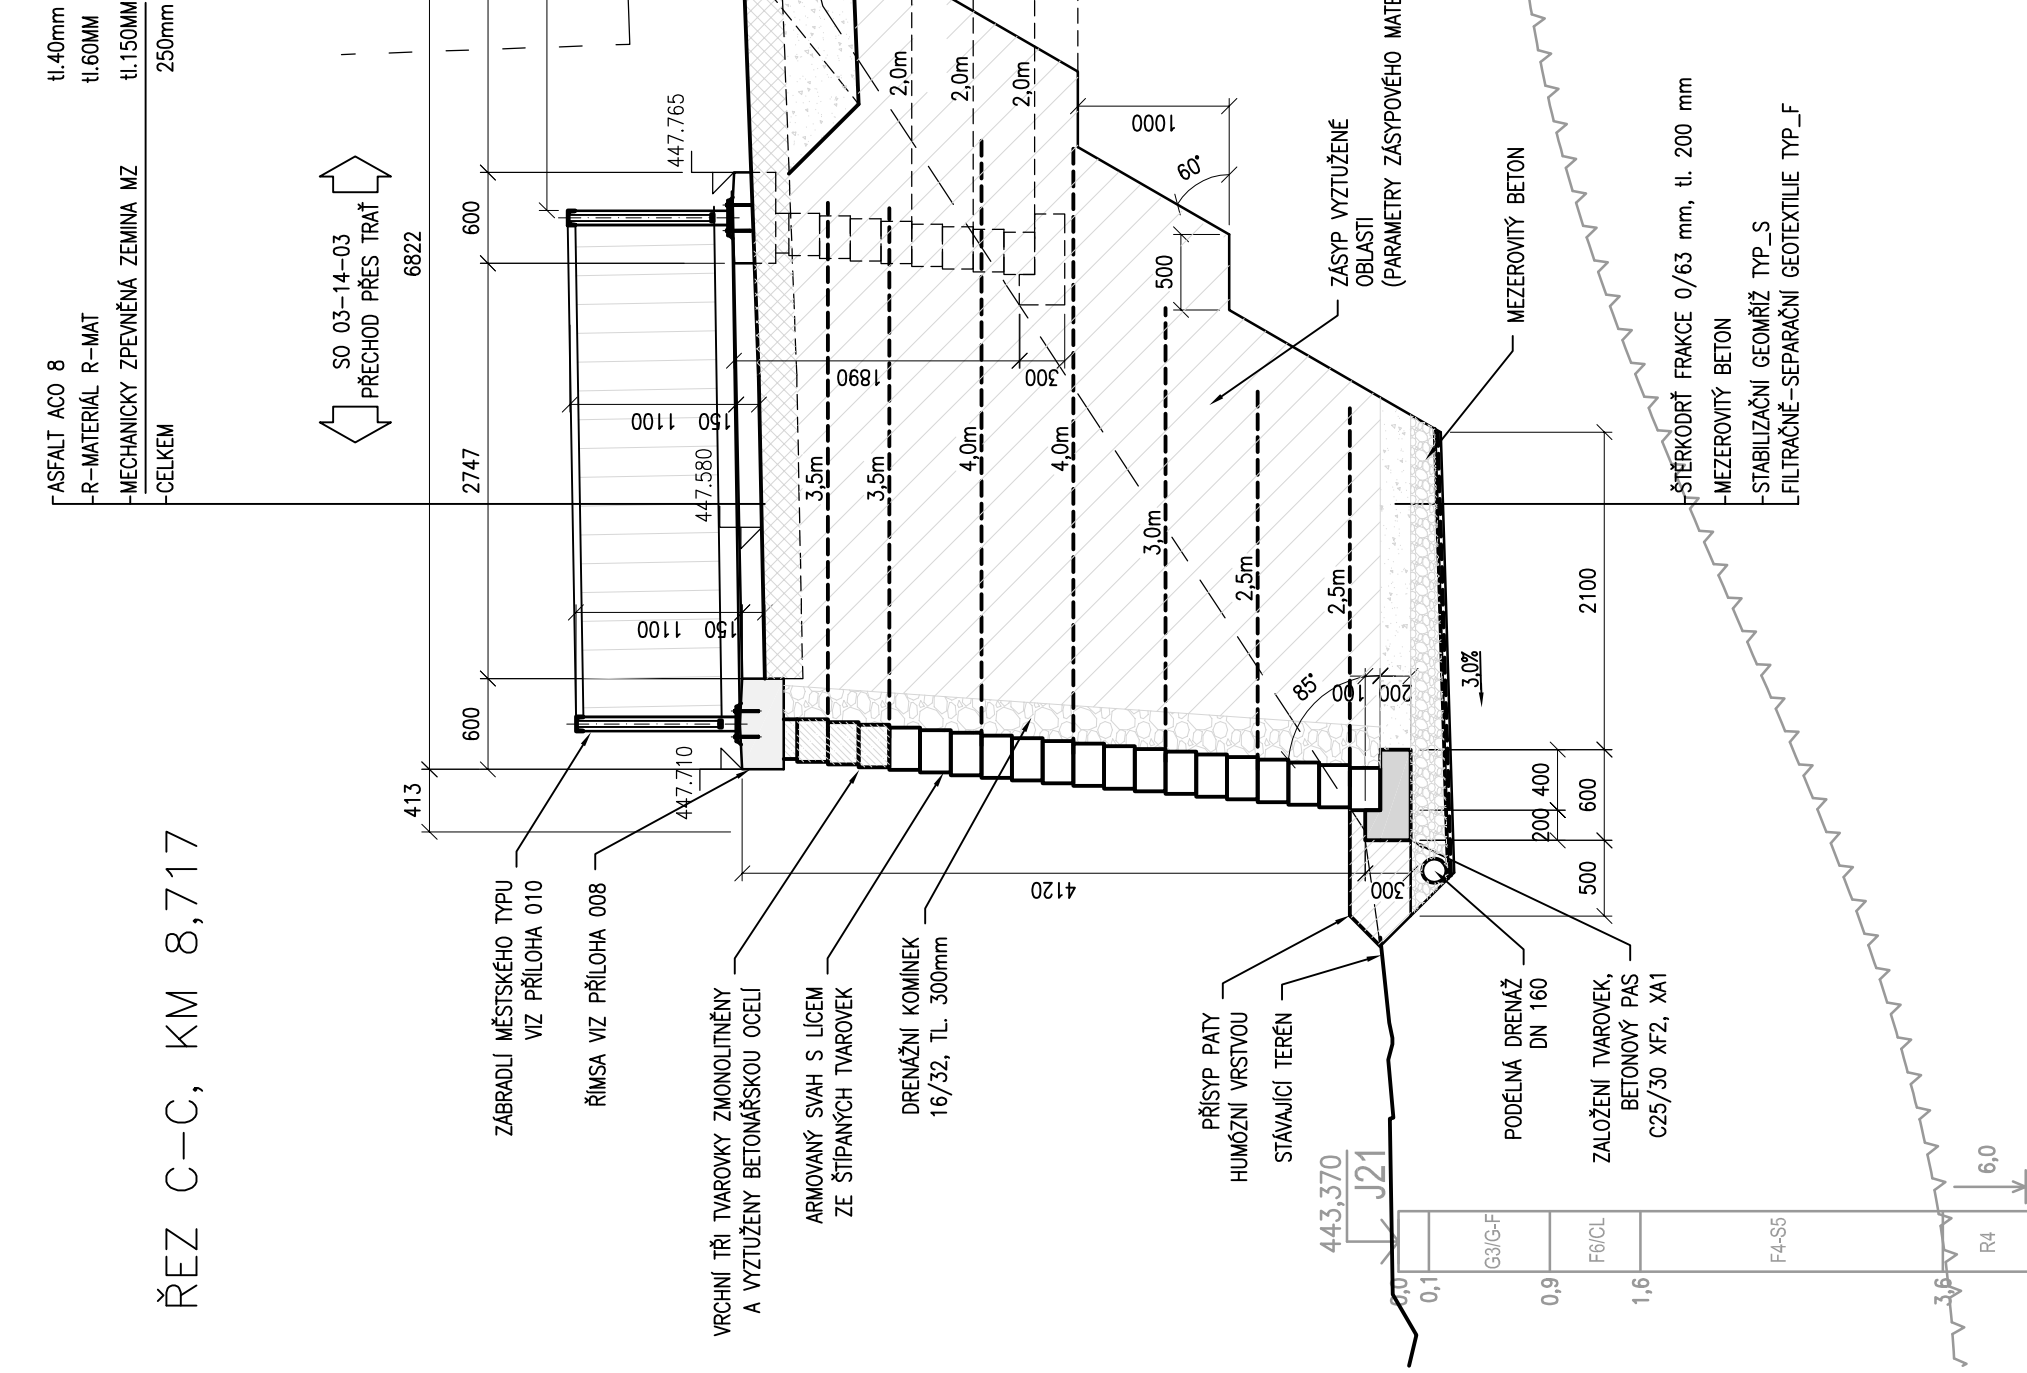 ŘEZ C-C, KM 8,717
ASFALT ACO 8 tl.40mm
R-MATERIÁL R-MAT tl.60MM
MECHANICKY ZPEVNĚNÁ ZEMINA MZ tl.150MM
CELKEM 250mm
SO 03-14-03
PŘECHOD PŘES TRAŤ
6822
413
600
2747
600
ZÁBRADLÍ MĚSTSKÉHO TYPU
VIZ PŘÍLOHA 010
ŘÍMSA VIZ PŘÍLOHA 008
447.710
447.580
447.765
1100
150
1100
150
VRCHNÍ TŘI TVAROVKY ZMONOLITNĚNY
A VYZTUŽENY BETONÁŘSKOU OCELÍ
ARMOVANÝ SVAH S LÍCEM
ZE ŠTÍPANÝCH TVAROVEK
DRENÁŽNÍ KOMÍNEK
16/32, TL. 300mm
3,5m
3,5m
4,0m
4,0m
3,0m
2,5m
2,5m
2,0m
2,0m
2,0m
1890
300
4120
300
1000
60°
500
85°
100
200
3,0%
ZÁSYP VYZTUŽENÉ
OBLASTI
(PARAMETRY ZÁSYPOVÉHO
MEZEROVITÝ BETON
PŘÍSYP PATY
HUMÓZNÍ VRSTVOU
STÁVAJÍCÍ TERÉN
PODÉLNÁ DRENÁŽ
DN 160
ZALOŽENÍ TVAROVEK,
BETONOVÝ PAS
C25/30 XF2, XA1
200
400
500
600
2100
ŠTĚRKODRŤ FRAKCE 0/63 mm, tl. 200 mm
MEZEROVITÝ BETON
STABILIZAČNÍ GEOMŘÍŽ TYP_S
FILTRAČNĚ-SEPARAČNÍ GEOTEXTILIE TYP_F
443,370
J21
0,0
0,1
G3/G-F
0,9
F6/CL
1,6
F4-S5
3,6
R4
6,0